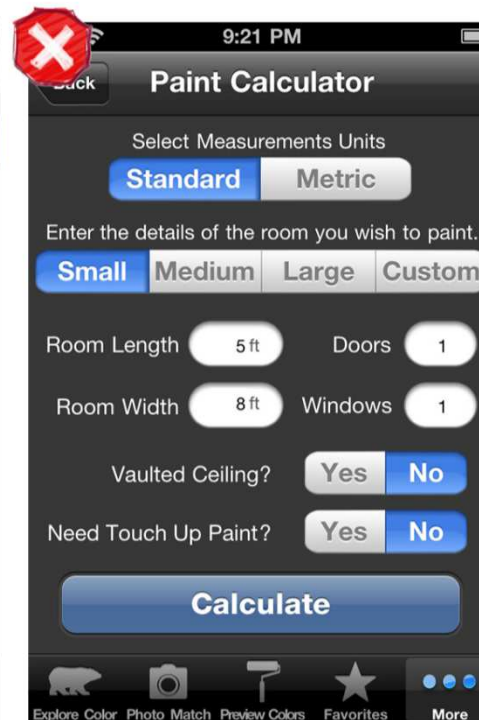 9:21 PM
Back Paint Calculator
Select Measurements Units
Standard Metric
Enter the details of the room you wish to paint.
Small Medium Large Custom
Room Length 5 ft Doors 1
Room Width 8 ft Windows 1
Vaulted Ceiling? Yes No
Need Touch Up Paint? Yes No
Calculate
Explore Color Photo Match Preview Colors Favorites More